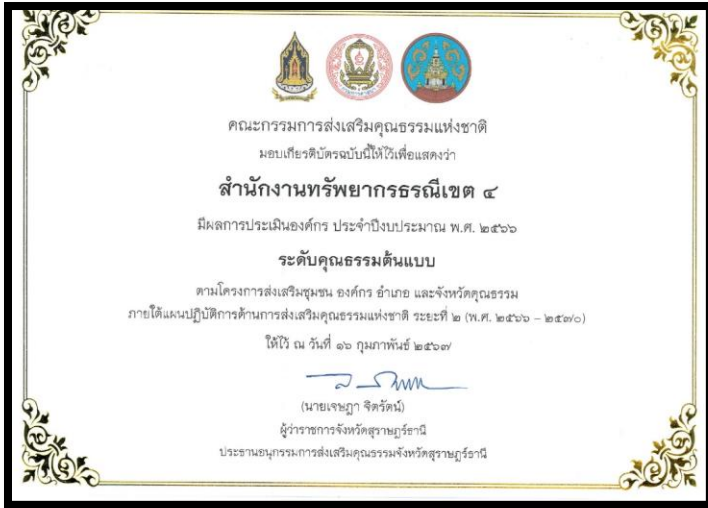 คณะกรรมการส่งเสริมคุณธรรมแห่งชาติ
มอบเกียรติบัตรฉบับนี้ให้ไว้เพื่อแสดงว่า
สำนักงานทรัพยากรธรณีเขต ๔
มีผลการประเมินองค์กร ประจำปีงบประมาณ พ.ศ. ๒๕๖๖
ระดับคุณธรรมต้นแบบ
ตามโครงการส่งเสริมชุมชน องค์กร อำเภอ และจังหวัดคุณธรรม
ภายใต้แผนปฏิบัติการด้านการส่งเสริมคุณธรรมแห่งชาติ ระยะที่ ๒ (พ.ศ. ๒๕๖๖ – ๒๕๗๐)
ให้ไว้ ณ วันที่ ๑๖ กุมภาพันธ์ ๒๕๖๗
(นายเจษฎา จิตรัตน์)
ผู้ว่าราชการจังหวัดสุราษฎร์ธานี
ประธานอนุกรรมการส่งเสริมคุณธรรมจังหวัดสุราษฎร์ธานี